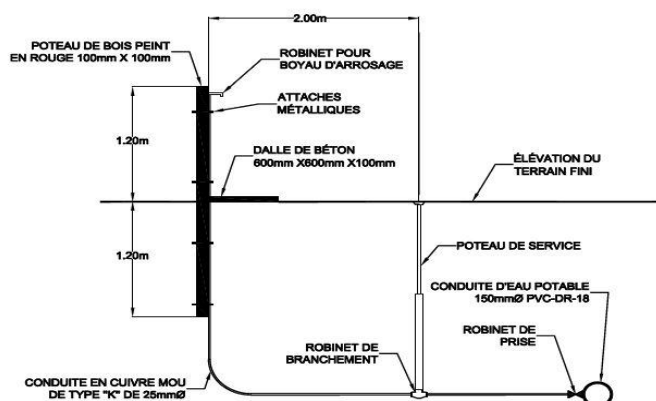 2.00m
POTEAU DE BOIS PEINT
EN ROUGE 100mm X 100mm
ROBINET POUR
BOYAU D'ARROSAGE
ATTACHES
MÉTALLIQUES
1.20m
DALLE DE BÉTON
600mm X600mm X100mm
ÉLÉVATION DU
TERRAIN FINI
1.20m
POTEAU DE SERVICE
CONDUITE D'EAU POTABLE
150mmØ PVC-DR-18
ROBINET DE
PRISE
ROBINET DE
BRANCHEMENT
CONDUITE EN CUIVRE MOU
DE TYPE "K" DE 25mmØ